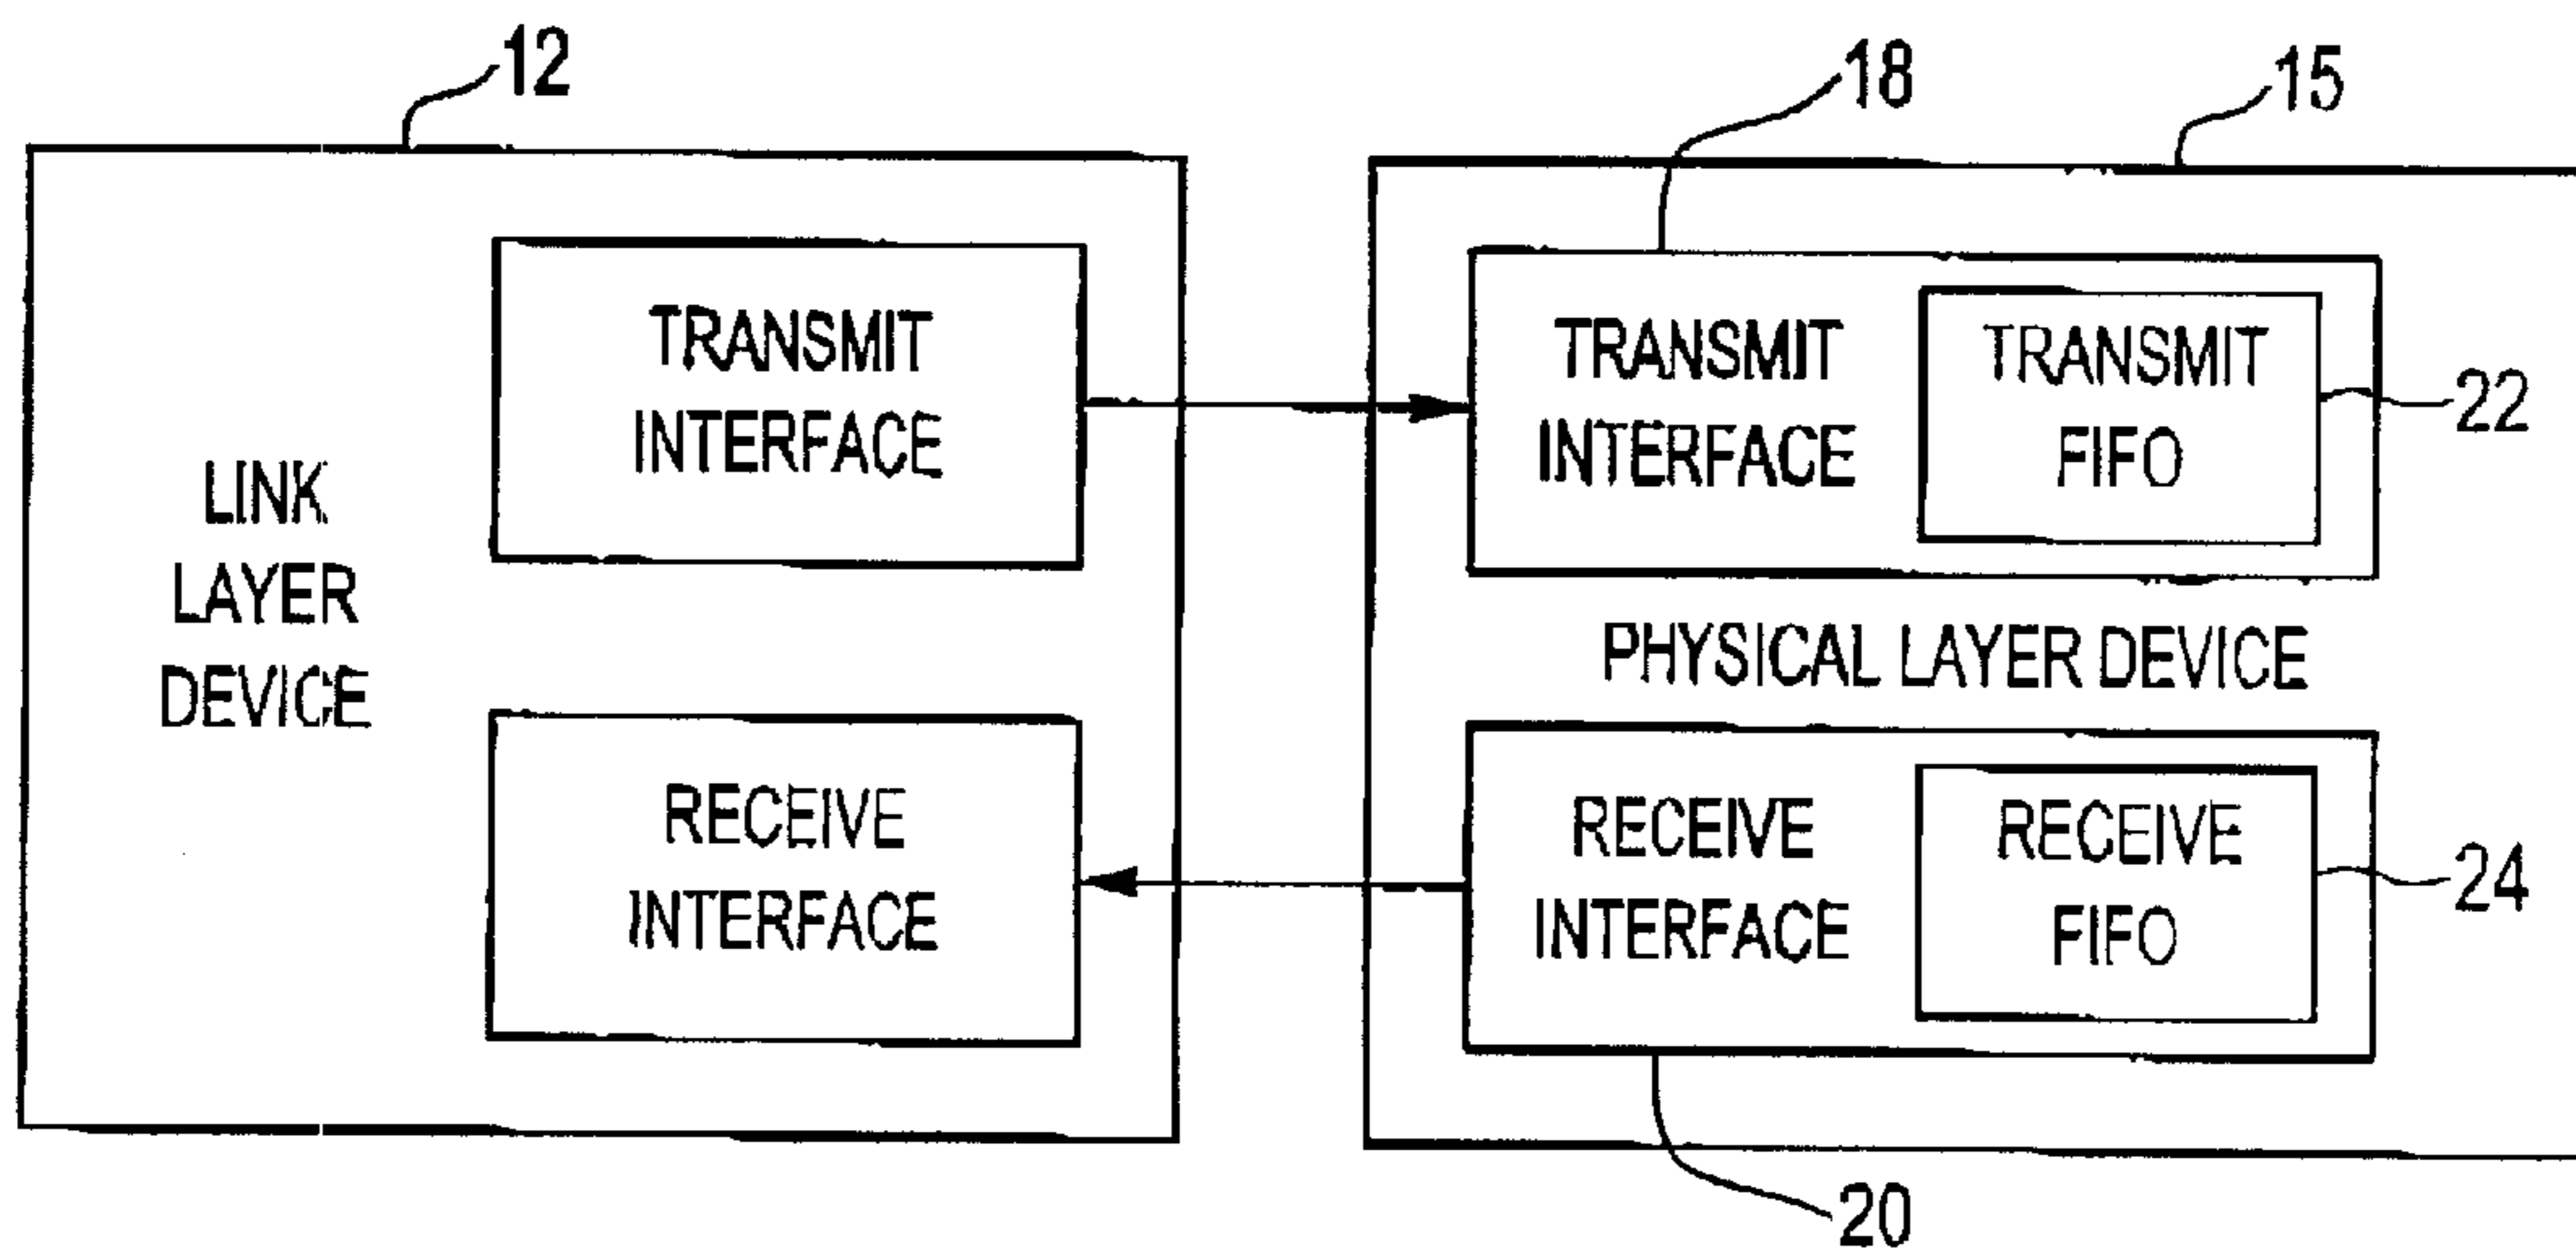 12
18
15
TRANSMIT
INTERFACE
TRANSMIT
INTERFACE
TRANSMIT
FIFO
22
LINK
LAYER
DEVICE
PHYSICAL LAYER DEVICE
RECEIVE
INTERFACE
RECEIVE
INTERFACE
RECEIVE
FIFO
24
20